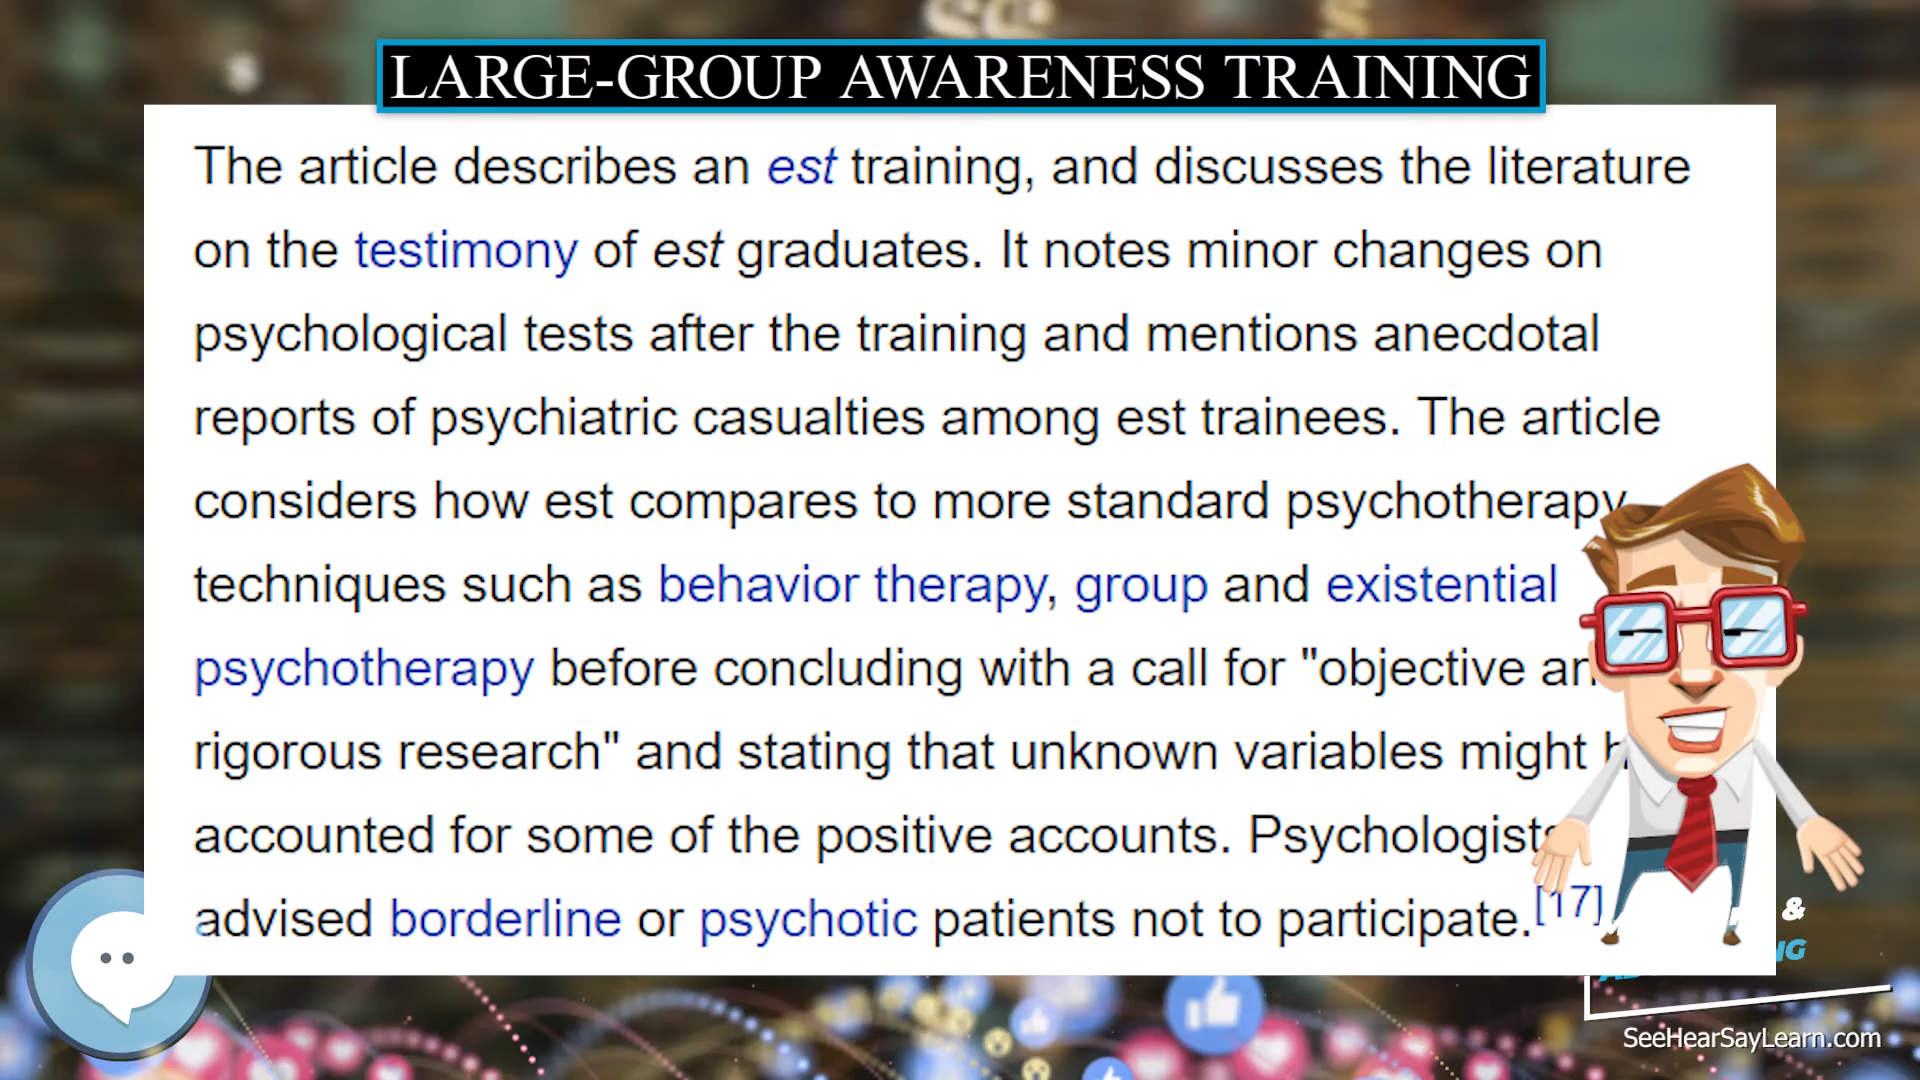 LARGE-GROUP AWARENESS TRAINING
The article describes an est training, and discusses the literature
on the testimony of est graduates. It notes minor changes on
psychological tests after the training and mentions anecdotal
reports of psychiatric casualties among est trainees. The article
considers how est compares to more standard psychotherapy
techniques such as behavior therapy, group and existential
psychotherapy before concluding with a call for "objective an
rigorous research" and stating that unknown variables might
accounted for some of the positive accounts. Psychologists
advised borderline or psychotic patients not to participate.[17]
&
SeeHearSayLearn.com